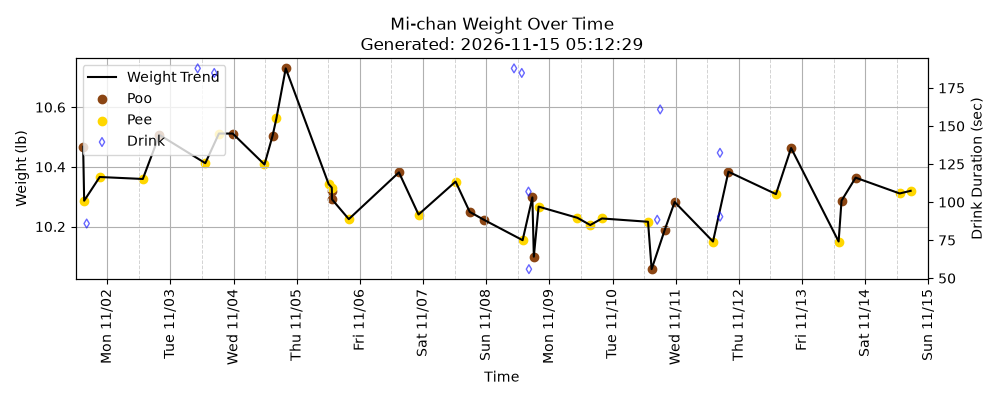 Mi-chan Weight Over Time
Generated: 2026-11-15 05:12:29
Weight (lb)
10.6
10.4
10.2
Weight Trend
Poo
Pee
Drink
175
150
125
100
75
50
Drink Duration (sec)
Mon 11/02
Tue 11/03
Wed 11/04
Thu 11/05
Fri 11/06
Sat 11/07
Sun 11/08
Mon 11/09
Tue 11/10
Wed 11/11
Thu 11/12
Fri 11/13
Sat 11/14
Sun 11/15
Time